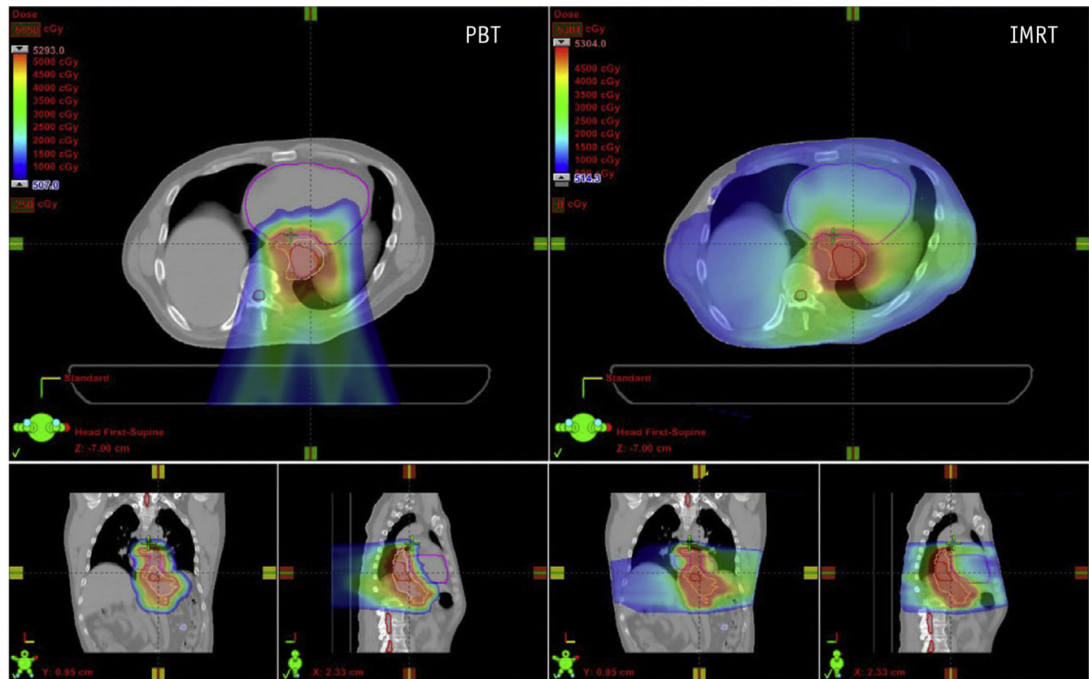 Dose
5550 cGy
5293.0
5000 cGy
4500 cGy
4000 cGy
3500 cGy
3000 cGy
2500 cGy
2000 cGy
1500 cGy
1000 cGy
507.0
250 cGy
PBT
Standard
Head First-Supine
Z: -7.00 cm
Dose
cGy
5304.0
4500 cGy
4000 cGy
3500 cGy
3000 cGy
2500 cGy
2000 cGy
1500 cGy
1000 cGy
514.3
cGy
IMRT
Standard
Head First-Supine
Z: -7.00 cm
Y: 0.95 cm
X: 2.33 cm
Y: 0.95 cm
X: 2.33 cm